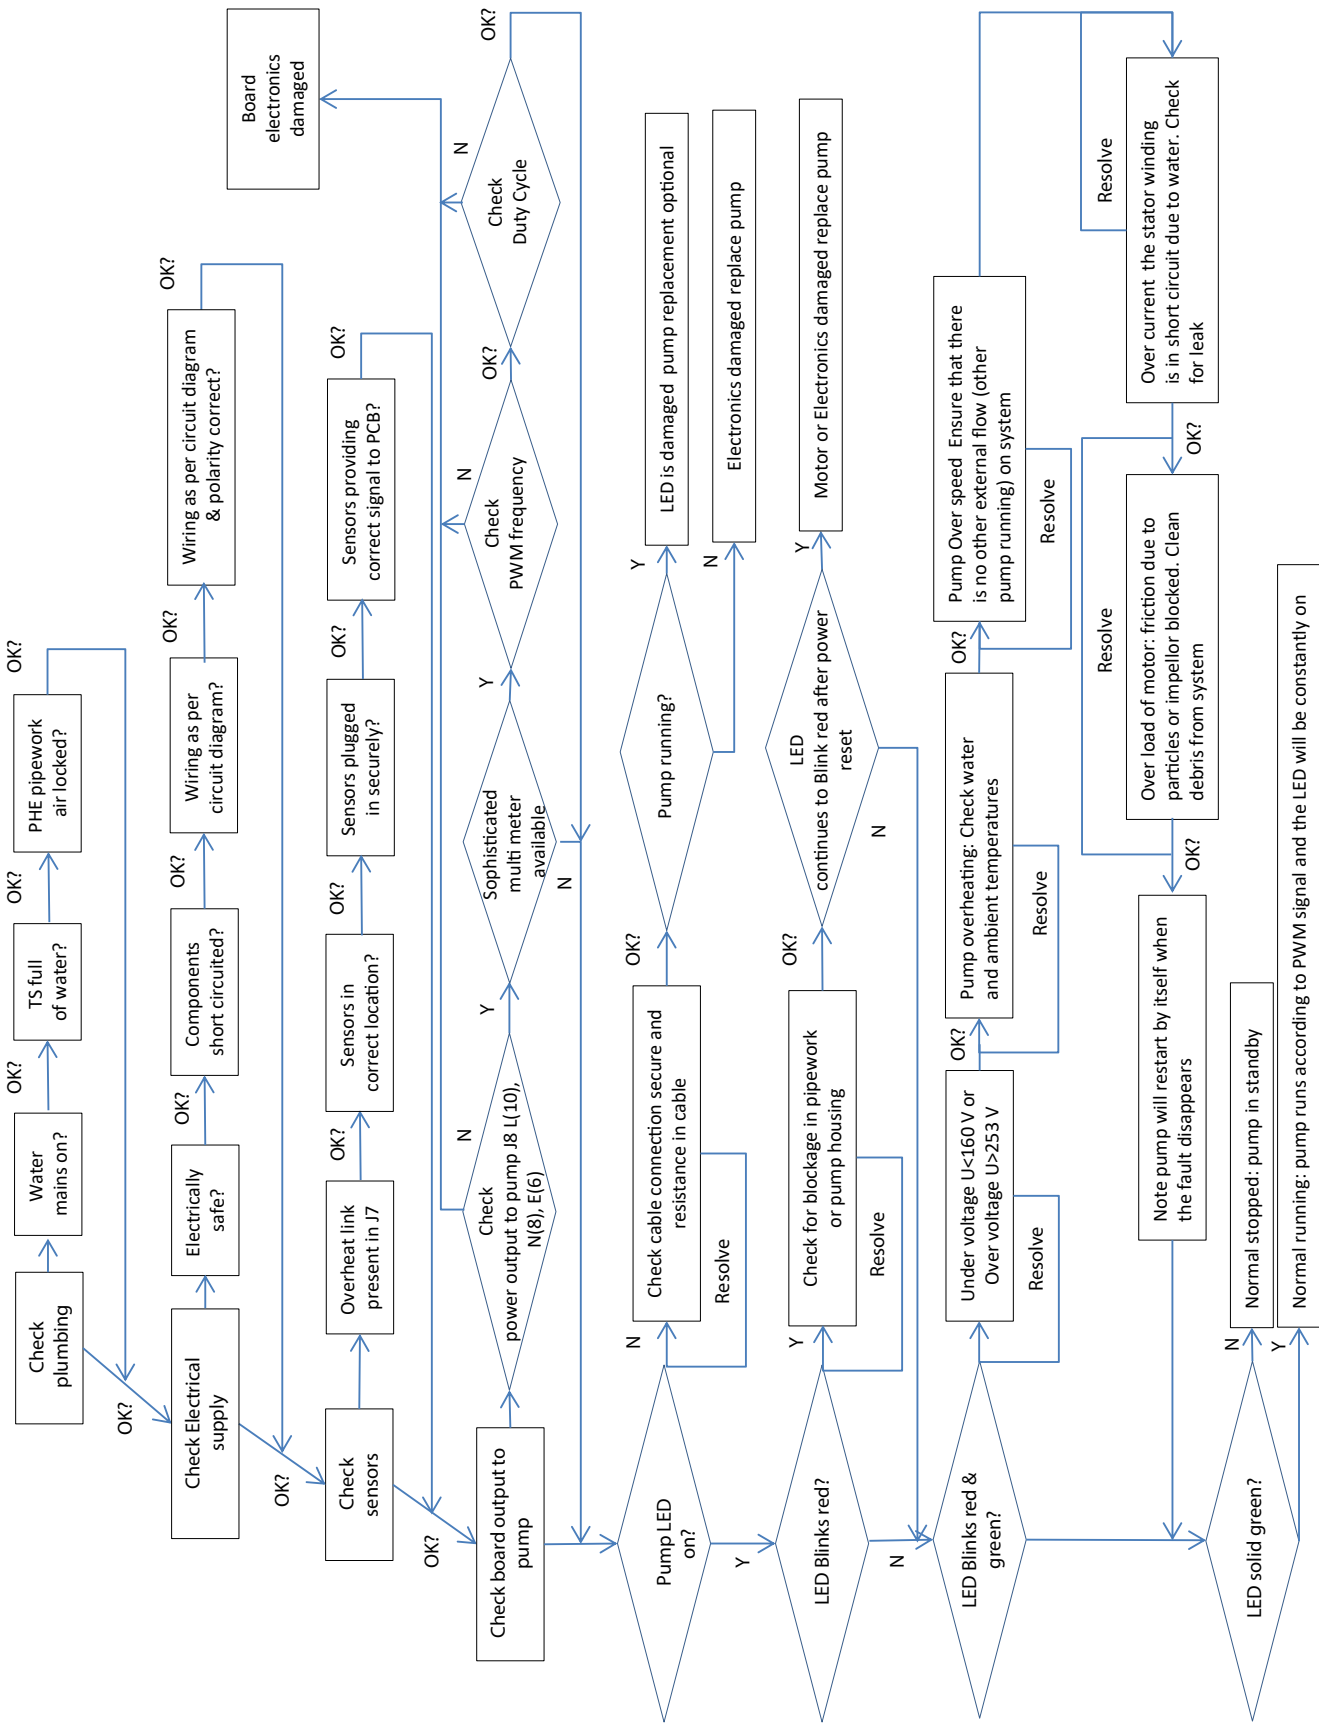 Check
plumbing
Water
mains on?
OK?
TS full
of water?
OK?
PHE pipework
air locked?
OK?
OK?
Check Electrical
supply
Electrically
safe?
OK?
Components
short circuited?
OK?
Wiring as per
circuit diagram?
OK?
Wiring as per circuit diagram
& polarity correct?
OK?
Board
electronics
damaged
OK?
Check
sensors
Overheat link
present in J7
OK?
Sensors in
correct location?
OK?
Sensors plugged
in securely?
OK?
Sensors providing
correct signal to PCB?
OK?
OK?
Check board output to
pump
Check
power output to pump J8 L(10),
N(8), E(6)
N
Y
Sophisticated
multi meter
available
N
Y
Check
PWM frequency
N
OK?
Check
Duty Cycle
N
OK?
Pump LED
on?
N
Check cable connection secure and
resistance in cable
Resolve
OK?
Pump running?
Y
LED is damaged pump replacement optional
N
Electronics damaged replace pump
Y
LED Blinks red?
Y
Check for blockage in pipework
or pump housing
Resolve
OK?
LED
continues to Blink red after power
reset
N
Y
Motor or Electronics damaged replace pump
N
LED Blinks red &
green?
Under voltage U<160 V or
Over voltage U>253 V
Resolve
OK?
Pump overheating: Check water
and ambient temperatures
Resolve
OK?
Pump Over speed Ensure that there
is no other external flow (other
pump running) on system
Resolve
Resolve
Over current the stator winding
is in short circuit due to water. Check
for leak
OK?
Resolve
Over load of motor: friction due to
particles or impellor blocked. Clean
debris from system
OK?
Note pump will restart by itself when
the fault disappears
LED solid green?
N
Normal stopped: pump in standby
Y
Normal running: pump runs according to PWM signal and the LED will be constantly on